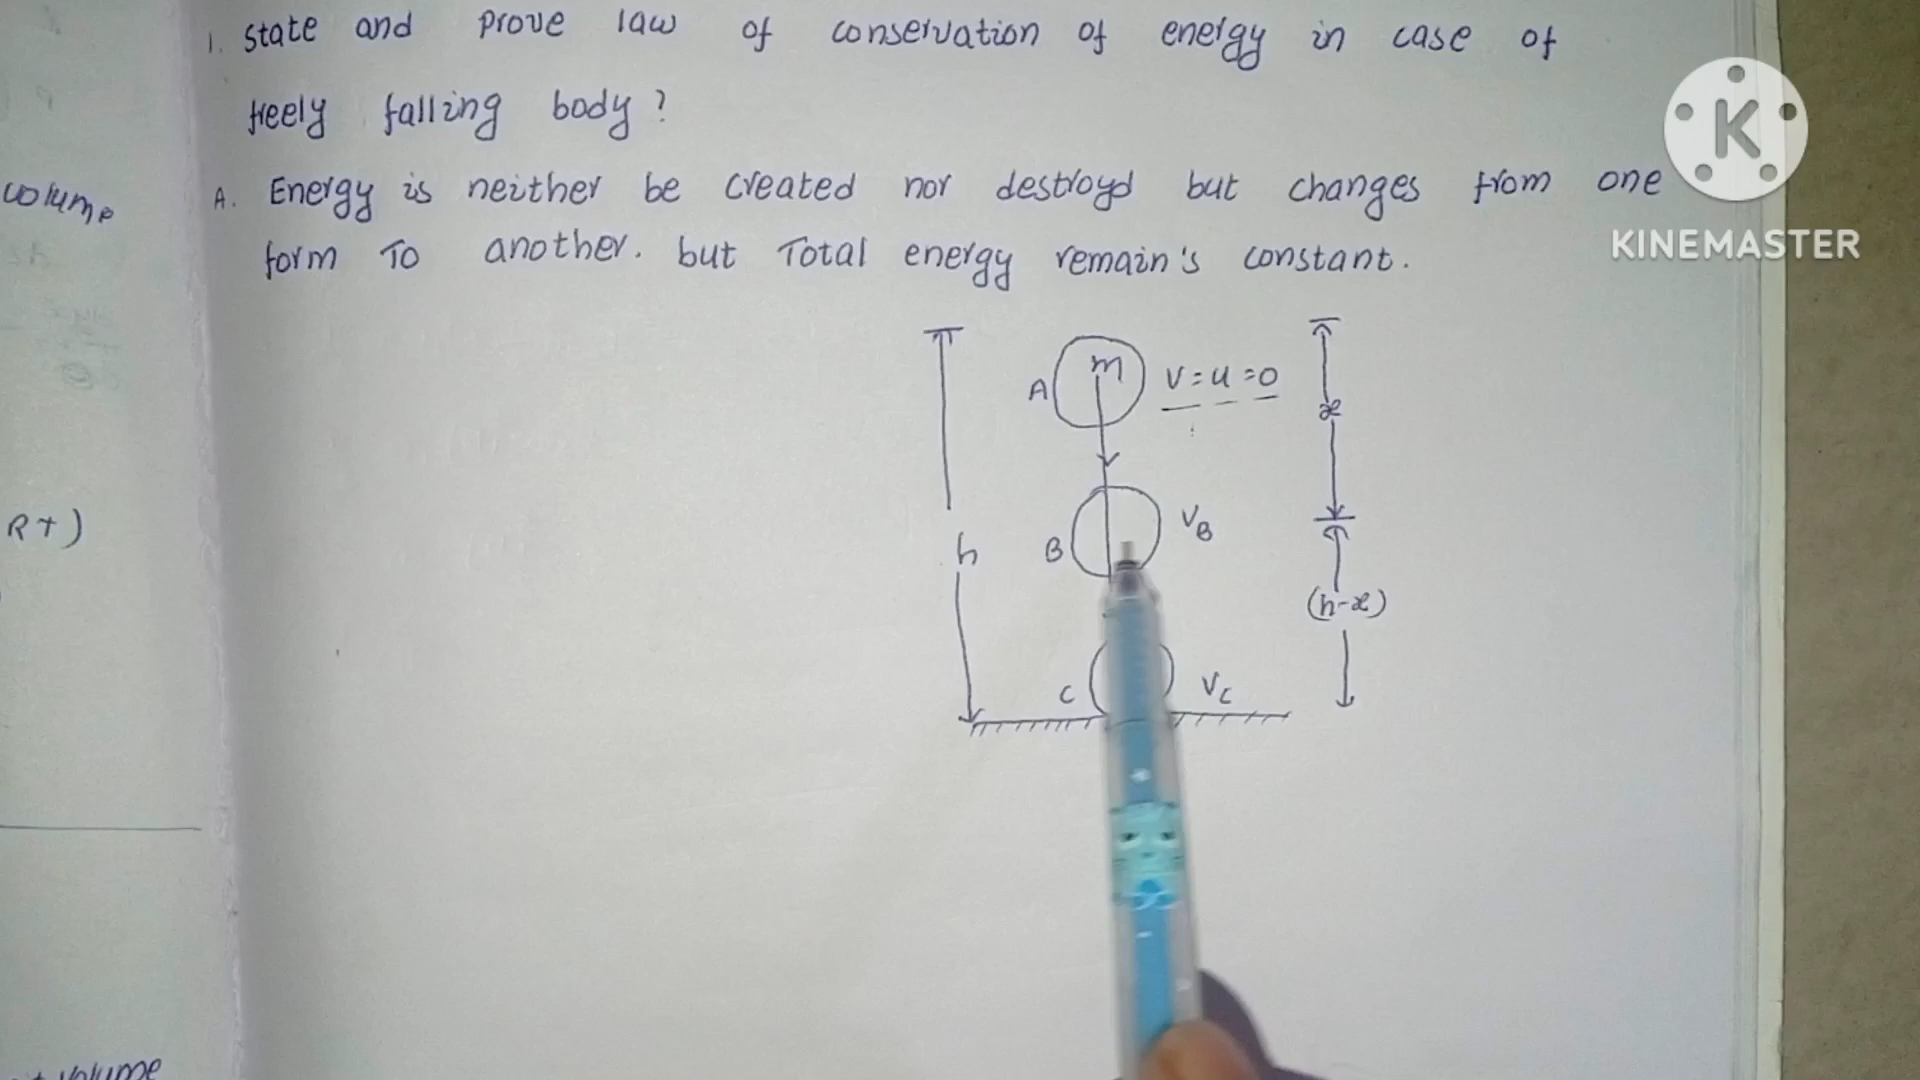 1. state and prove law of conservation of energy in case of
freely falling body?
A. Energy is neither be created nor destroyd but changes from one
form To another. but Total energy remain's constant.
K
KINEMASTER
volume
RT)
volume
h
A
m
V=u=0
x
B
VB
(h-x)
C
VC